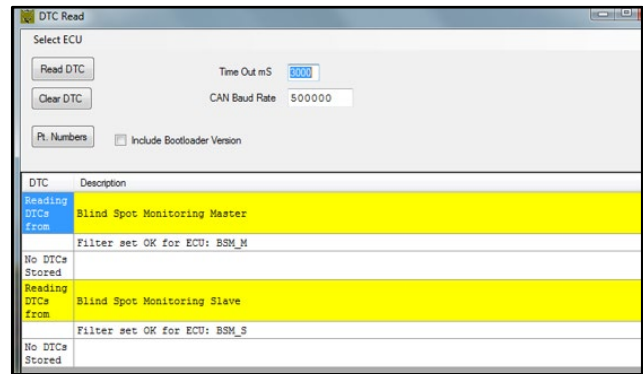 DTC Read
Select ECU
Read DTC
Time Out mS 3000
Clear DTC
CAN Baud Rate 500000
Pt. Numbers
Include Bootloader Version
DTC Description
Reading
DTCs
from
Blind Spot Monitoring Master
Filter set OK for ECU: BSM_M
No DTCs
Stored
Reading
DTCs
from
Blind Spot Monitoring Slave
Filter set OK for ECU: BSM_S
No DTCs
Stored